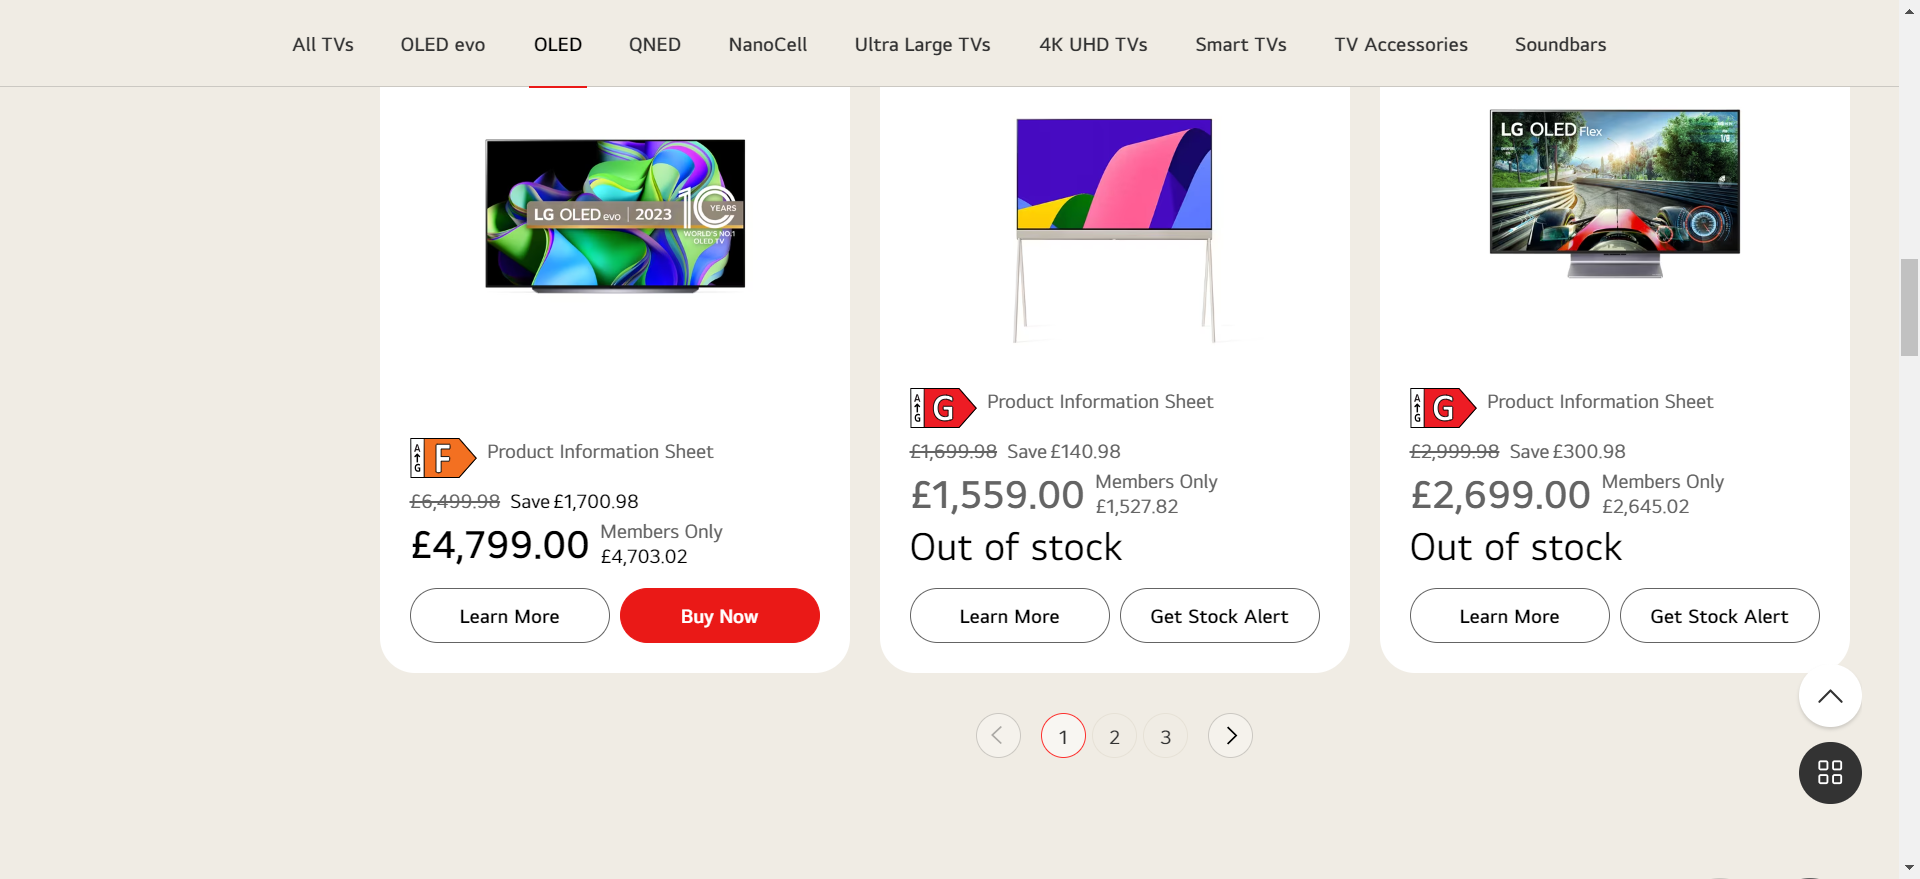 All TVs
OLED evo
OLED
QNED
NanoCell
Ultra Large TVs
4K UHD TVs
Smart TVs
TV Accessories
Soundbars
LG OLED evo | 2023
10 YEARS
WORLD'S NO.1
OLED TV
A G F Product Information Sheet
£6,499.98 Save £1,700.98
£4,799.00
Members Only
£4,703.02
Learn More
Buy Now
A G G Product Information Sheet
£1,699.98 Save £140.98
£1,559.00
Members Only
£1,527.82
Out of stock
Learn More
Get Stock Alert
LG OLED Flex
1/8
A G G Product Information Sheet
£2,999.98 Save £300.98
£2,699.00
Members Only
£2,645.02
Out of stock
Learn More
Get Stock Alert
1 2 3